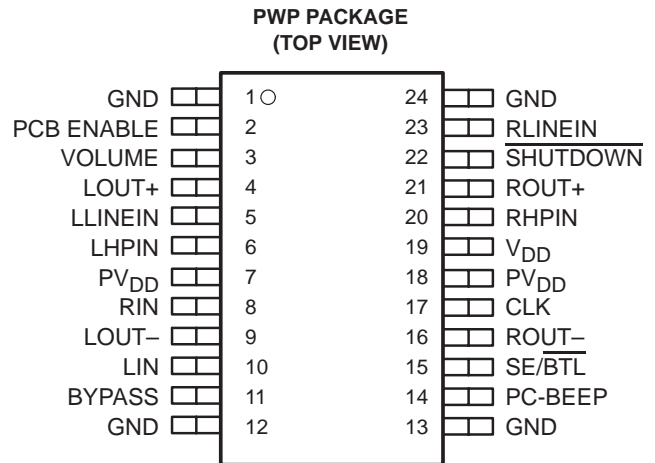 PWP PACKAGE
(TOP VIEW)
GND 1 24 GND
PCB ENABLE 2 23 RLINEIN
VOLUME 3 22 SHUTDOWN
LOUT+ 4 21 ROUT+
LLINEIN 5 20 RHPIN
LHPIN 6 19 VDD
PVDD 7 18 PVDD
RIN 8 17 CLK
LOUT– 9 16 ROUT–
LIN 10 15 SE/BTL
BYPASS 11 14 PC-BEEP
GND 12 13 GND